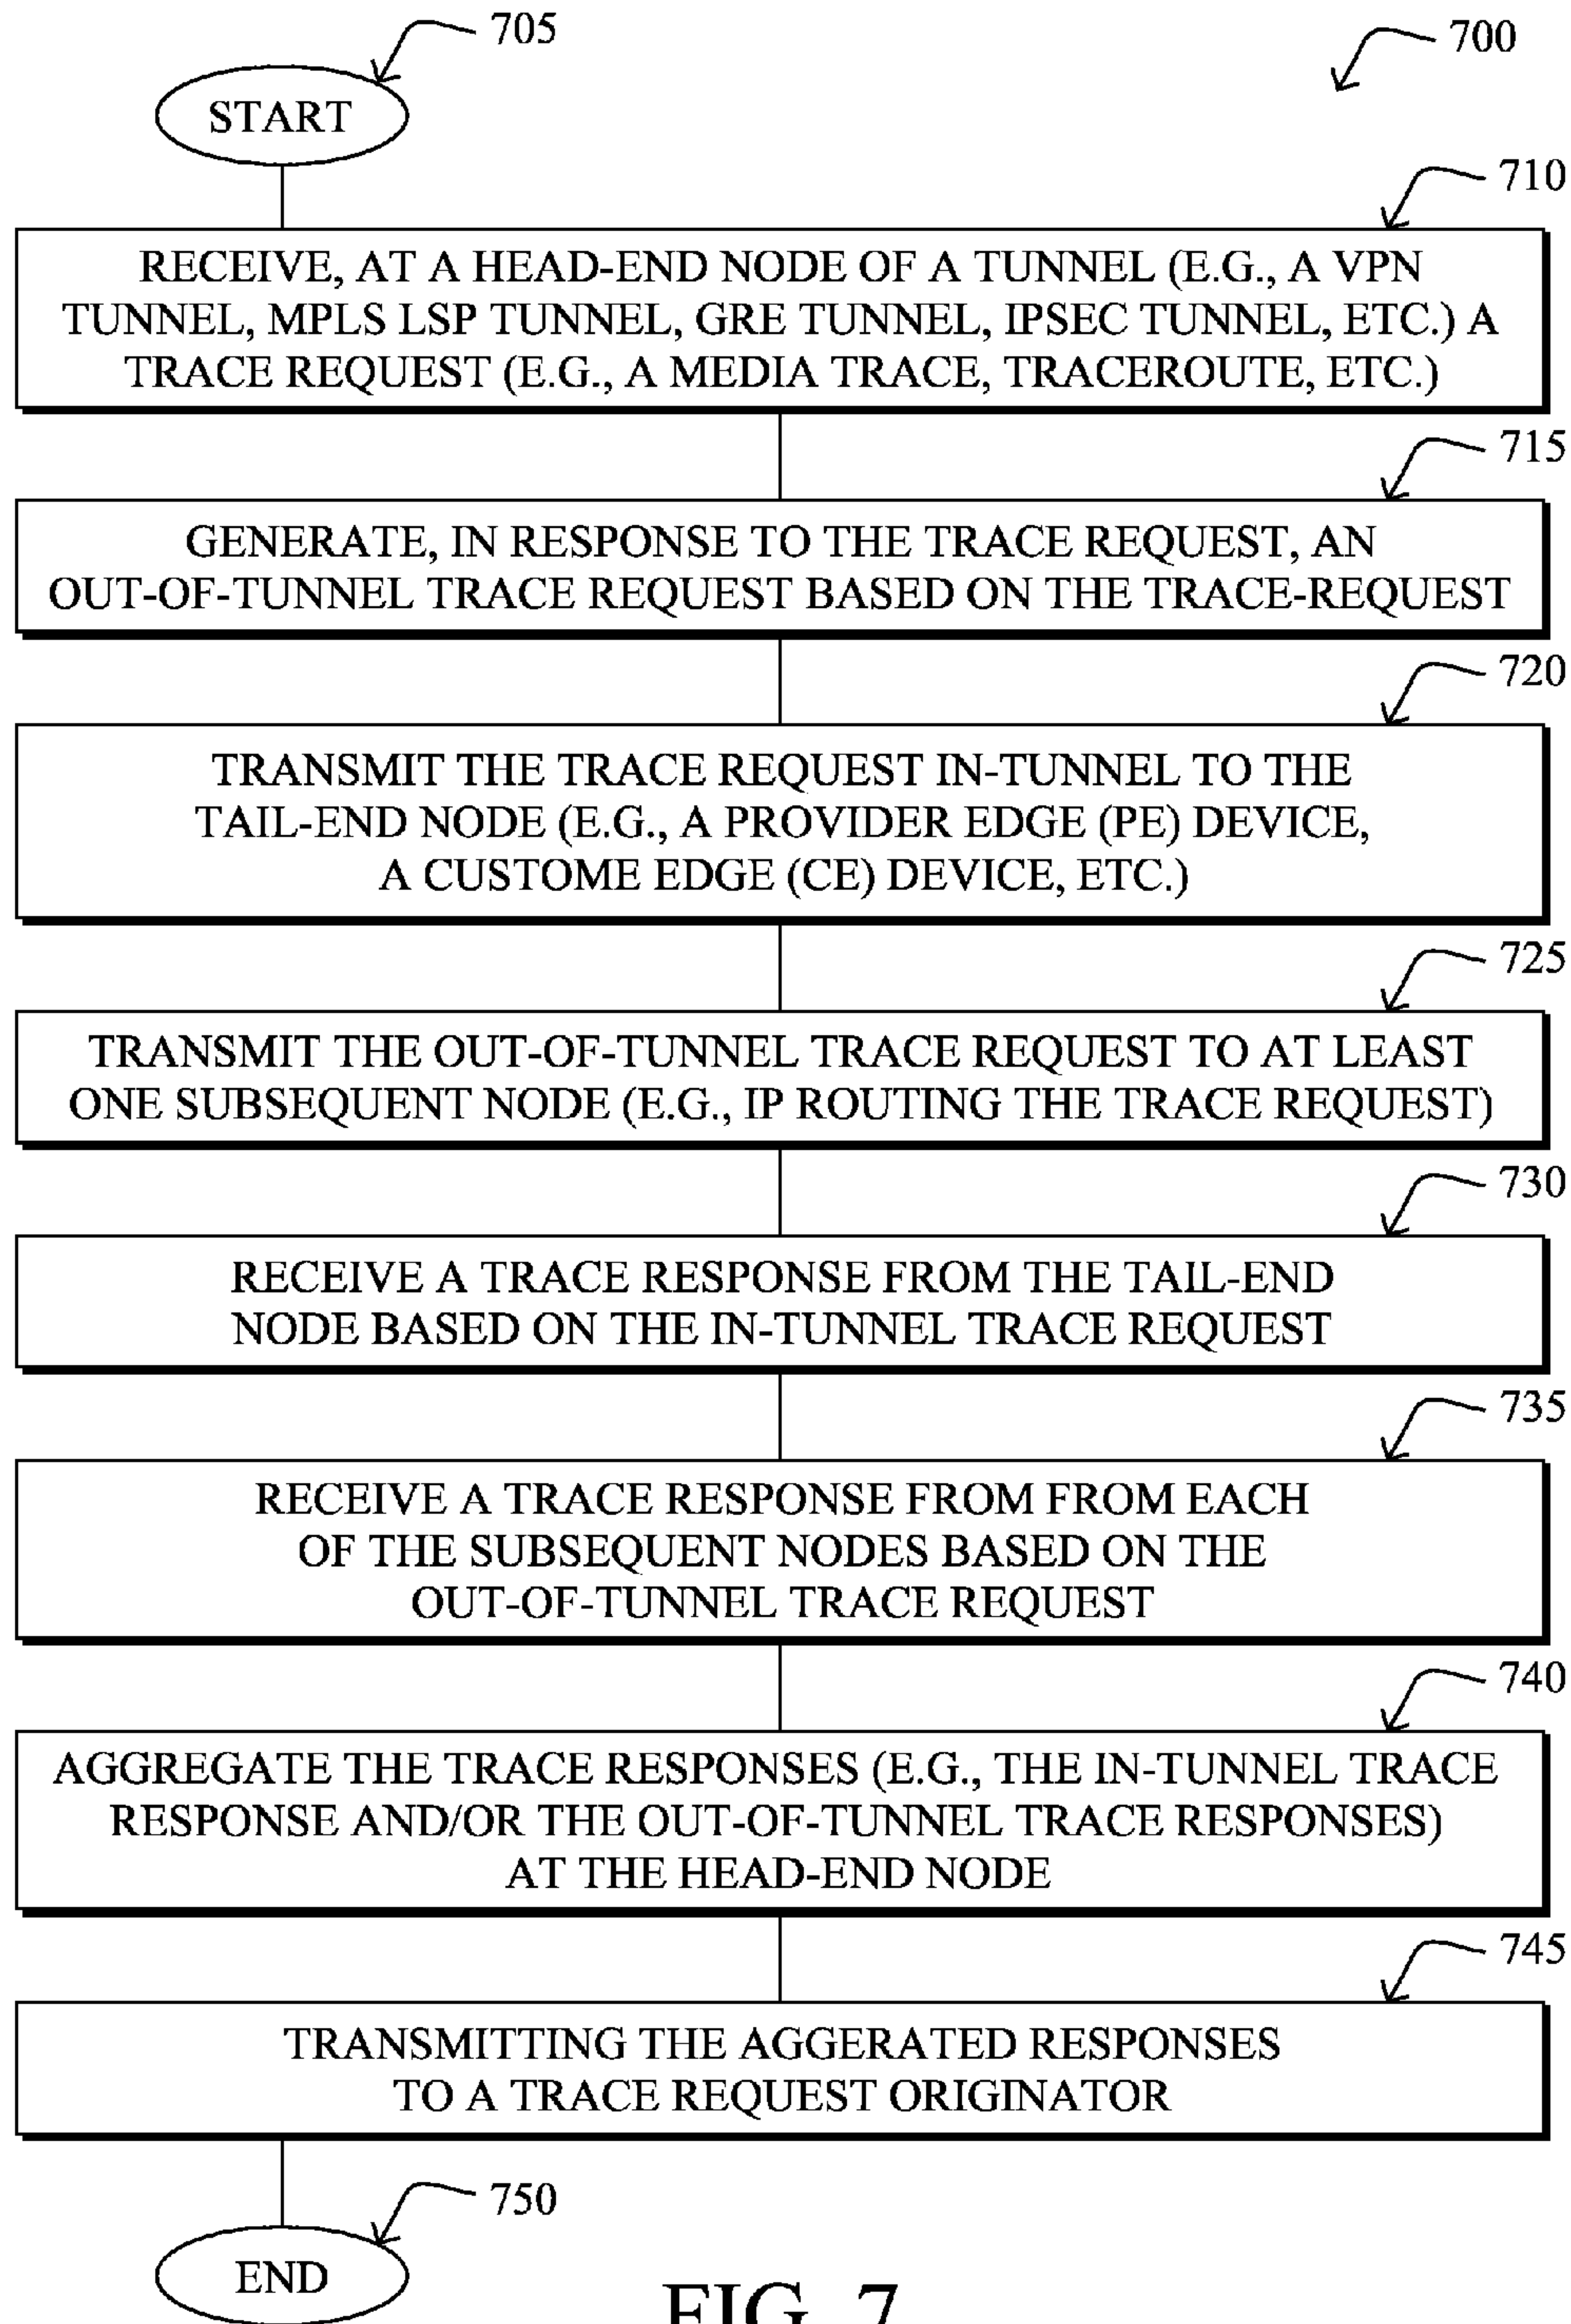 705
700
START
710
RECEIVE, AT A HEAD-END NODE OF A TUNNEL (E.G., A VPN
TUNNEL, MPLS LSP TUNNEL, GRE TUNNEL, IPSEC TUNNEL, ETC.) A
TRACE REQUEST (E.G., A MEDIA TRACE, TRACEROUTE, ETC.)
715
GENERATE, IN RESPONSE TO THE TRACE REQUEST, AN
OUT-OF-TUNNEL TRACE REQUEST BASED ON THE TRACE-REQUEST
720
TRANSMIT THE TRACE REQUEST IN-TUNNEL TO THE
TAIL-END NODE (E.G., A PROVIDER EDGE (PE) DEVICE,
A CUSTOME EDGE (CE) DEVICE, ETC.)
725
TRANSMIT THE OUT-OF-TUNNEL TRACE REQUEST TO AT LEAST
ONE SUBSEQUENT NODE (E.G., IP ROUTING THE TRACE REQUEST)
730
RECEIVE A TRACE RESPONSE FROM THE TAIL-END
NODE BASED ON THE IN-TUNNEL TRACE REQUEST
735
RECEIVE A TRACE RESPONSE FROM FROM EACH
OF THE SUBSEQUENT NODES BASED ON THE
OUT-OF-TUNNEL TRACE REQUEST
740
AGGREGATE THE TRACE RESPONSES (E.G., THE IN-TUNNEL TRACE
RESPONSE AND/OR THE OUT-OF-TUNNEL TRACE RESPONSES)
AT THE HEAD-END NODE
745
TRANSMITTING THE AGGERATED RESPONSES
TO A TRACE REQUEST ORIGINATOR
750
END
FIG. 7